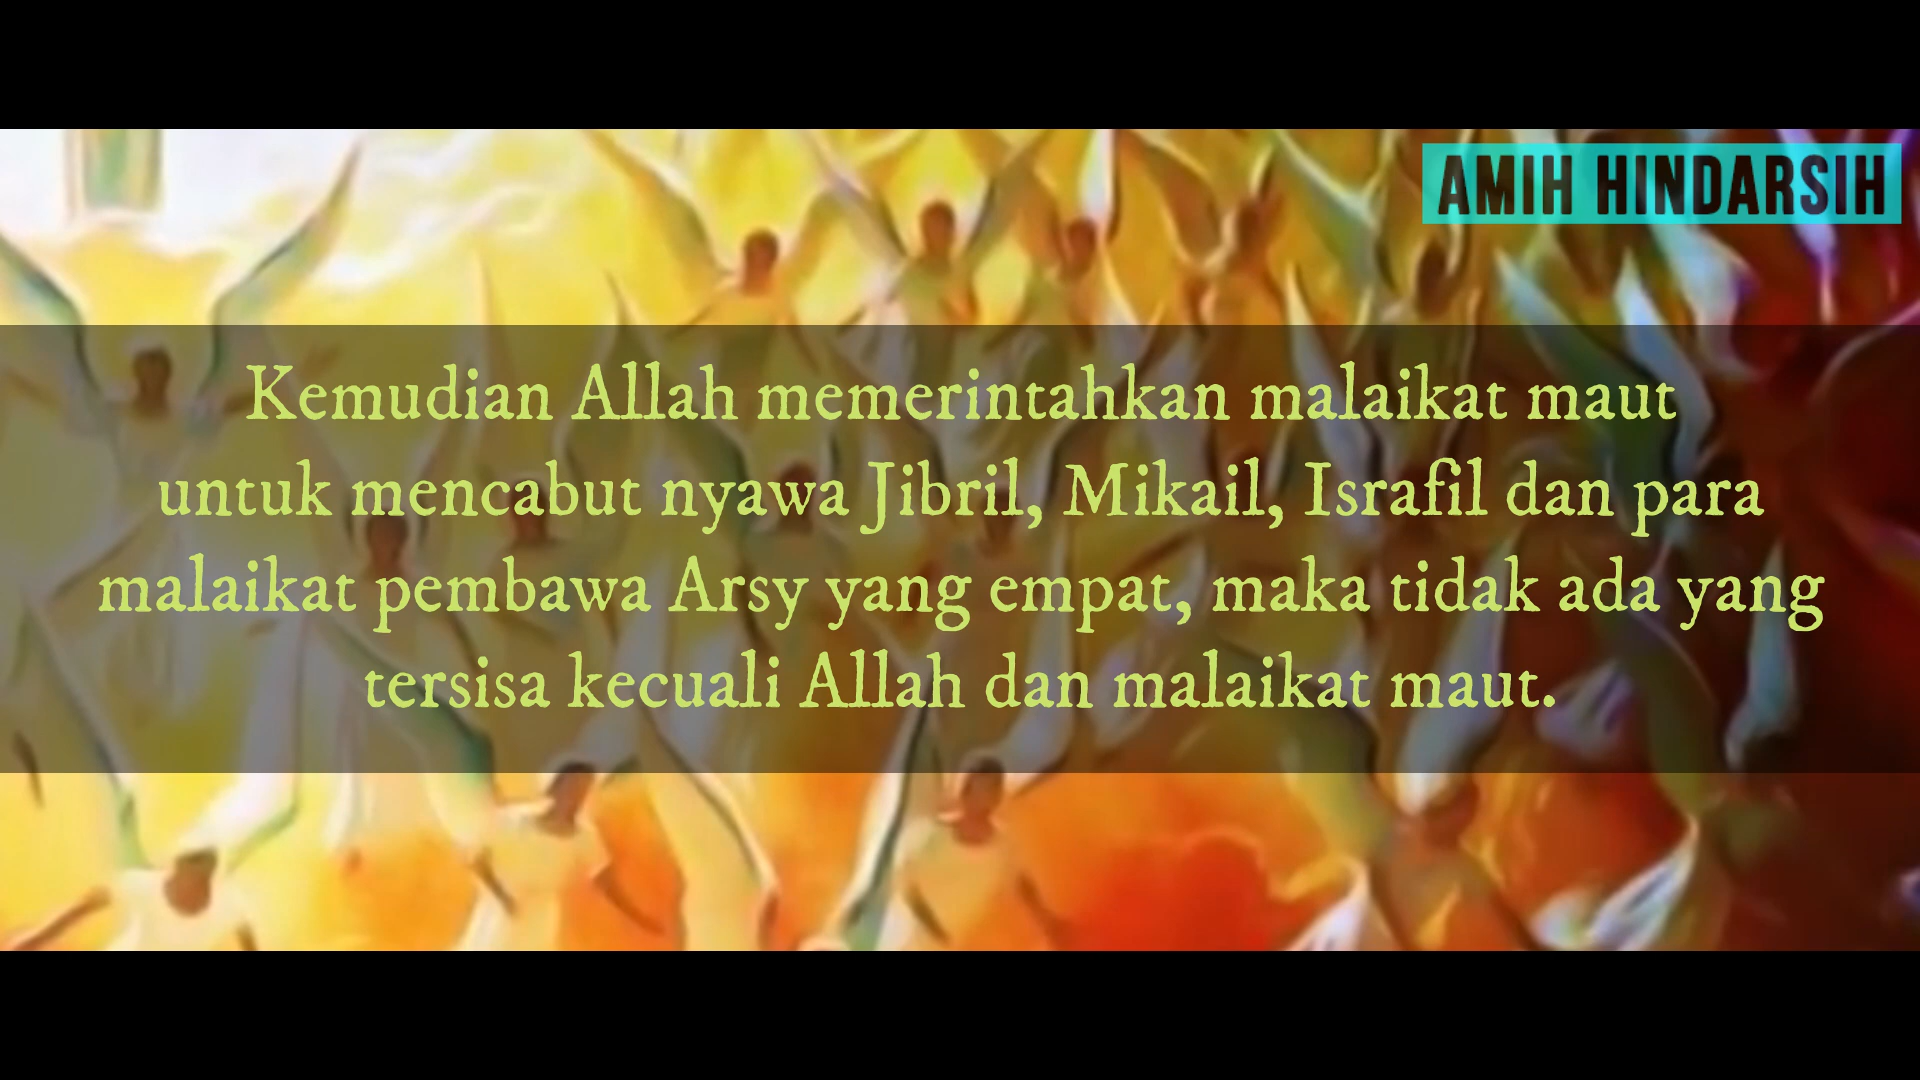 AMIH HINDARSIH
Kemudian Allah memerintahkan malaikat maut
untuk mencabut nyawa Jibril, Mikail, Israfil dan para
malaikat pembawa Arsy yang empat, maka tidak ada yang
tersisa kecuali Allah dan malaikat maut.